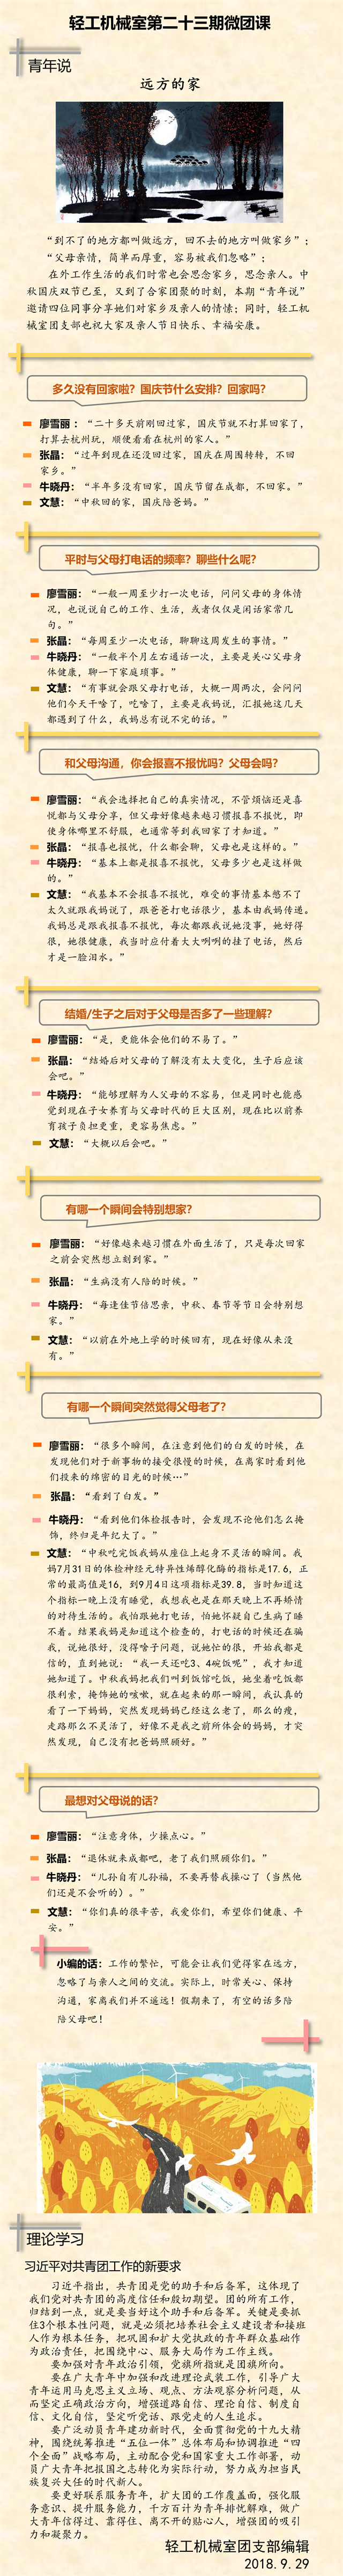 轻工机械室第二十三期微团课
青年说
远方的家
“到不了的地方都叫做远方，回不去的地方叫做家乡”；
“父母亲情，简单而厚重，容易被我们忽略”；
在外工作生活的我们时常也会思念家乡，思念亲人。中
秋国庆双节已至，又到了合家团聚的时刻，本期“青年说”
邀请四位同事分享她们对家乡及亲人的情愫；同时，轻工机
械室团支部也祝大家及亲人节日快乐、幸福安康。
多久没有回家啦？国庆节什么安排？回家吗？
廖雪丽：“二十多天前刚回过家，国庆节就不打算回家了，
打算去杭州玩，顺便看看在杭州的家人。”
张晶：“过年到现在还没回过家，国庆在周围转转，不回
家乡。”
牛晓丹：“半年多没有回家，国庆节留在成都，不回家。”
文慧：“中秋回的家，国庆陪爸妈。”
平时与父母打电话的频率？聊些什么呢？
廖雪丽：“一般一周至少打一次电话，问问父母的身体情
况，也说说自己的工作、生活，或者仅仅是闲话家常几
句。”
张晶：“每周至少一次电话，聊聊这周发生的事情。”
牛晓丹：“一般半个月左右通话一次，主要是关心父母身
体健康，聊一下家庭琐事。”
文慧：“有事就会跟父母打电话，大概一周两次，会问问
他们今天干啥了，吃啥了，主要是我妈说，汇报她这几天
都遇到了什么，我妈总有说不完的话。”
和父母沟通，你会报喜不报忧吗？父母会吗？
廖雪丽：“我会选择把自己的真实情况，不管烦恼还是喜
悦都与父母分享，但父母好像越来越习惯报喜不报忧，即
使身体哪里不舒服，也通常等到我回家了才知道。”
张晶：“报喜也报忧，什么都会聊，父母也是这样的。”
牛晓丹：“基本上都是报喜不报忧，父母多少也是这样做
的。”
文慧：“我基本不会报喜不报忧，难受的事情基本憋不了
太久就跟我妈说了，跟爸爸打电话很少，基本由我妈传递。
我妈总是跟我报喜不报忧，每次都跟我说她没事，她好得
很，她很健康，我当时应付着大大咧咧的挂了电话，然后
才是一脸泪水。”
结婚/生子之后对于父母是否多了一些理解？
廖雪丽：“是，更能体会他们的不易了。”
张晶：“结婚后对父母的了解没有太大变化，生子后应该
会吧。”
牛晓丹：“能够理解为人父母的不容易，但是同时也能感
觉到现在子女养育与父母时代的巨大区别，现在比以前养
育孩子负担更重，更容易焦虑。”
文慧：“大概以后会吧。”
有哪一个瞬间会特别想家？
廖雪丽：“好像越来越习惯在外面生活了，只是每次回家
之前会突然想立刻到家。”
张晶：“生病没有人陪的时候。”
牛晓丹：“每逢佳节倍思亲，中秋、春节等节日会特别想
家。”
文慧：“以前在外地上学的时候回有，现在好像从来没
有。”
有哪一个瞬间突然觉得父母老了？
廖雪丽：“很多个瞬间，在注意到他们的白发的时候，在
发现他们对于新事物的接受很慢的时候，在离家时看到他
们投来的绵密的目光的时候…”
张晶：“看到了白发。”
牛晓丹：“看到他们体检报告时，会发现不论他们怎么掩
饰，终归是年纪大了。”
文慧：“中秋吃完饭我妈从座位上起身不灵活的瞬间。我
妈7月31日的体检神经元特异性烯醇化酶的指标是17.6，正
常的最高值是16，到9月4日这项指标是39.8，当时知道这
个指标一晚上没有睡觉，我想我也是在那天晚上不再矫情
的对待生活的。我怕跟她打电话，怕她怀疑自己生病了睡
不着。结果我妈是知道这个检查的，打电话的时候还在骗
我，说她很好，没得啥子问题，说她忙的很，开始我都是
信的，直到她说：“我一天还吃3、4碗饭呢”，我才知道
她知道了。中秋我妈把我们叫到饭馆吃饭，她坐着吃饭都
很利索，掩饰她的咳嗽，就在起来的那一瞬间，我认真的
看了一下妈妈，突然发现妈妈已经这么老了，那么的瘦，
走路那么不灵活了，好像不是我之前所体会的妈妈，才突
然发现，自己没有把爸妈照顾好。”
最想对父母说的话？
廖雪丽：“注意身体，少操点心。”
张晶：“退休就来成都吧，老了我们照顾你们。”
牛晓丹：“儿孙自有儿孙福，不要再替我操心了（当然他
们还是不会听的）。”
文慧：“你们真的很辛苦，我爱你们，希望你们健康、平
安。”
小编的话：工作的繁忙，可能会让我们觉得家在远方，
忽略了与亲人之间的交流。实际上，时常关心、保持
沟通，家离我们并不遥远！假期来了，有空的话多陪
陪父母吧！
理论学习
习近平对共青团工作的新要求
习近平指出，共青团是党的助手和后备军，这体现了
我们党对共青团的高度信任和殷切期望。团的所有工作，
归结到一点，就是要当好这个助手和后备军。关键是要抓
住3个根本性问题，就是必须把培养社会主义建设者和接班
人作为根本任务，把巩固和扩大党执政的青年群众基础作
为政治责任，把围绕中心、服务大局作为工作主线。
要加强对青年政治引领，党旗所指就是团旗所向。
要在广大青年中加强和改进理论武装工作，引导广大
青年运用马克思主义立场、观点、方法观察分析问题，从
而坚定正确政治方向，增强道路自信、理论自信、制度自
信、文化自信，坚定听党话、跟党走的人生追求。
要广泛动员青年建功新时代，全面贯彻党的十九大精
神，围绕统筹推进“五位一体”总体布局和协调推进“四
个全面”战略布局，主动配合党和国家重大工作部署，动
员广大青年把报国之志转化为实际行动，努力成为担当民
族复兴大任的时代新人。
要更好联系服务青年，扩大团的工作覆盖面，强化服
务意识、提升服务能力，千方百计为青年排忧解难，做广
大青年信得过、靠得住、离不开的贴心人，增强团的吸引
力和凝聚力。
轻工机械室团支部编辑
2018.9.29